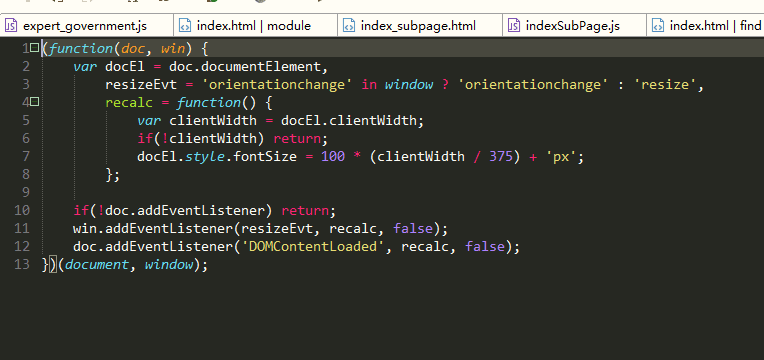 expert_government.js index.html | module index_subpage.html indexSubPage.js index.html | find
1 (function(doc, win) {
2 var docEl = doc.documentElement,
3 resizeEvt = 'orientationchange' in window ? 'orientationchange' : 'resize',
4 recalc = function() {
5 var clientWidth = docEl.clientWidth;
6 if(!clientWidth) return;
7 docEl.style.fontSize = 100 * (clientWidth / 375) + 'px';
8 };
9
10 if(!doc.addEventListener) return;
11 win.addEventListener(resizeEvt, recalc, false);
12 doc.addEventListener('DOMContentLoaded', recalc, false);
13 })(document, window);